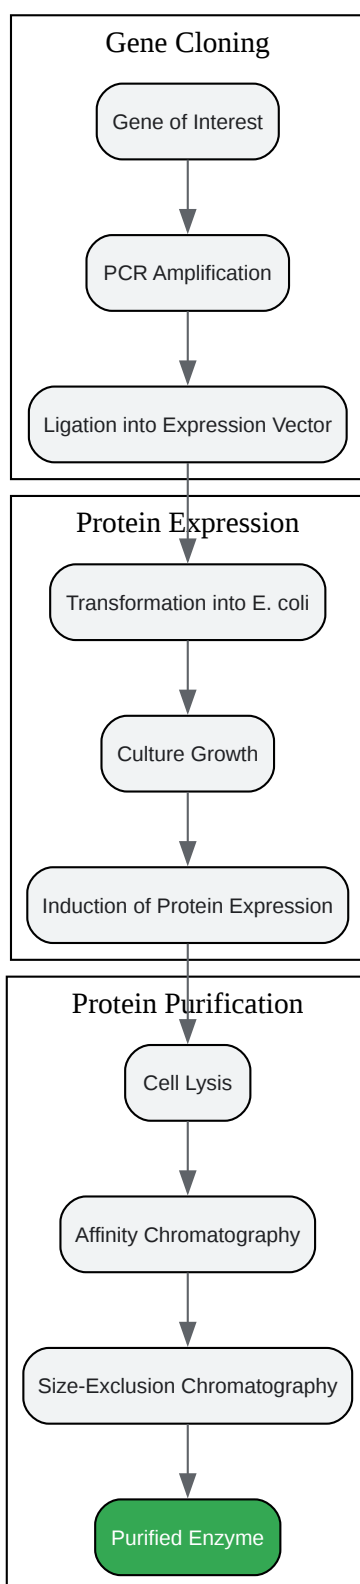 Gene Cloning
Gene of Interest
PCR Amplification
Ligation into Expression Vector
Protein Expression
Transformation into E. coli
Culture Growth
Induction of Protein Expression
Protein Purification
Cell Lysis
Affinity Chromatography
Size-Exclusion Chromatography
Purified Enzyme